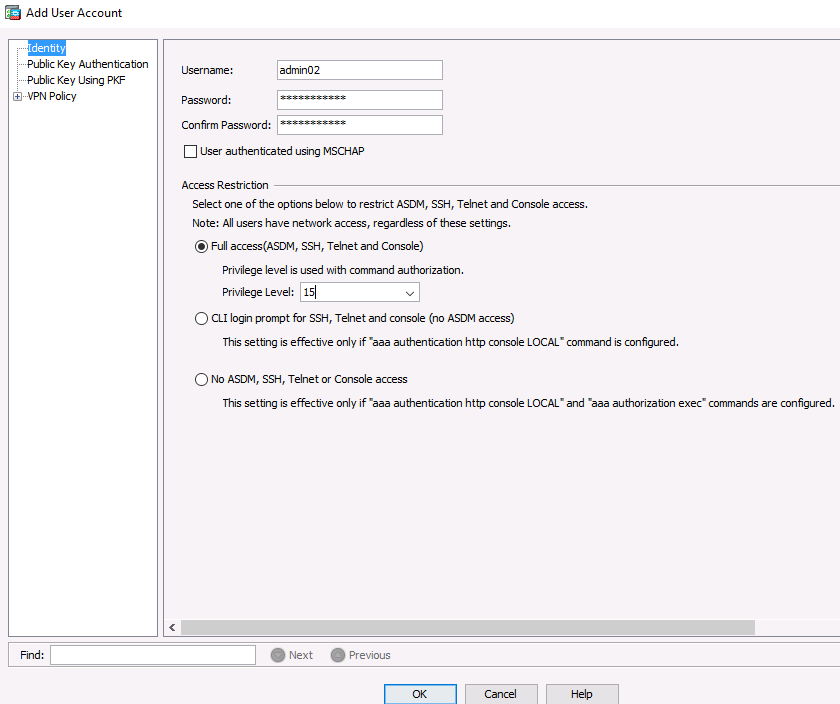 Add User Account
Identity
Public Key Authentication
Public Key Using PKF
VPN Policy
Username: admin02
Password: ***********
Confirm Password: ***********
User authenticated using MSCHAP
Access Restriction
Select one of the options below to restrict ASDM, SSH, Telnet and Console access.
Note: All users have network access, regardless of these settings.
Full access(ASDM, SSH, Telnet and Console)
Privilege level is used with command authorization.
Privilege Level: 15
CLI login prompt for SSH, Telnet and console (no ASDM access)
This setting is effective only if "aaa authentication http console LOCAL" command is configured.
No ASDM, SSH, Telnet or Console access
This setting is effective only if "aaa authentication http console LOCAL" and "aaa authorization exec" commands are configured.
Find: Next Previous
OK Cancel Help